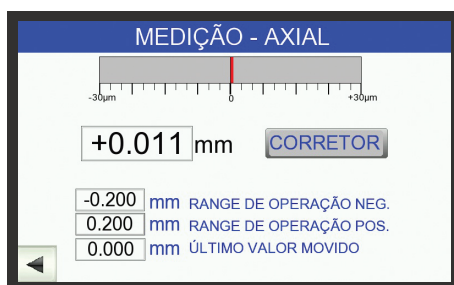 MEDIÇÃO - AXIAL
-30µm 0 +30µm
+0.011 mm CORRETOR
-0.200 mm RANGE DE OPERAÇÃO NEG.
0.200 mm RANGE DE OPERAÇÃO POS.
0.000 mm ÚLTIMO VALOR MOVIDO